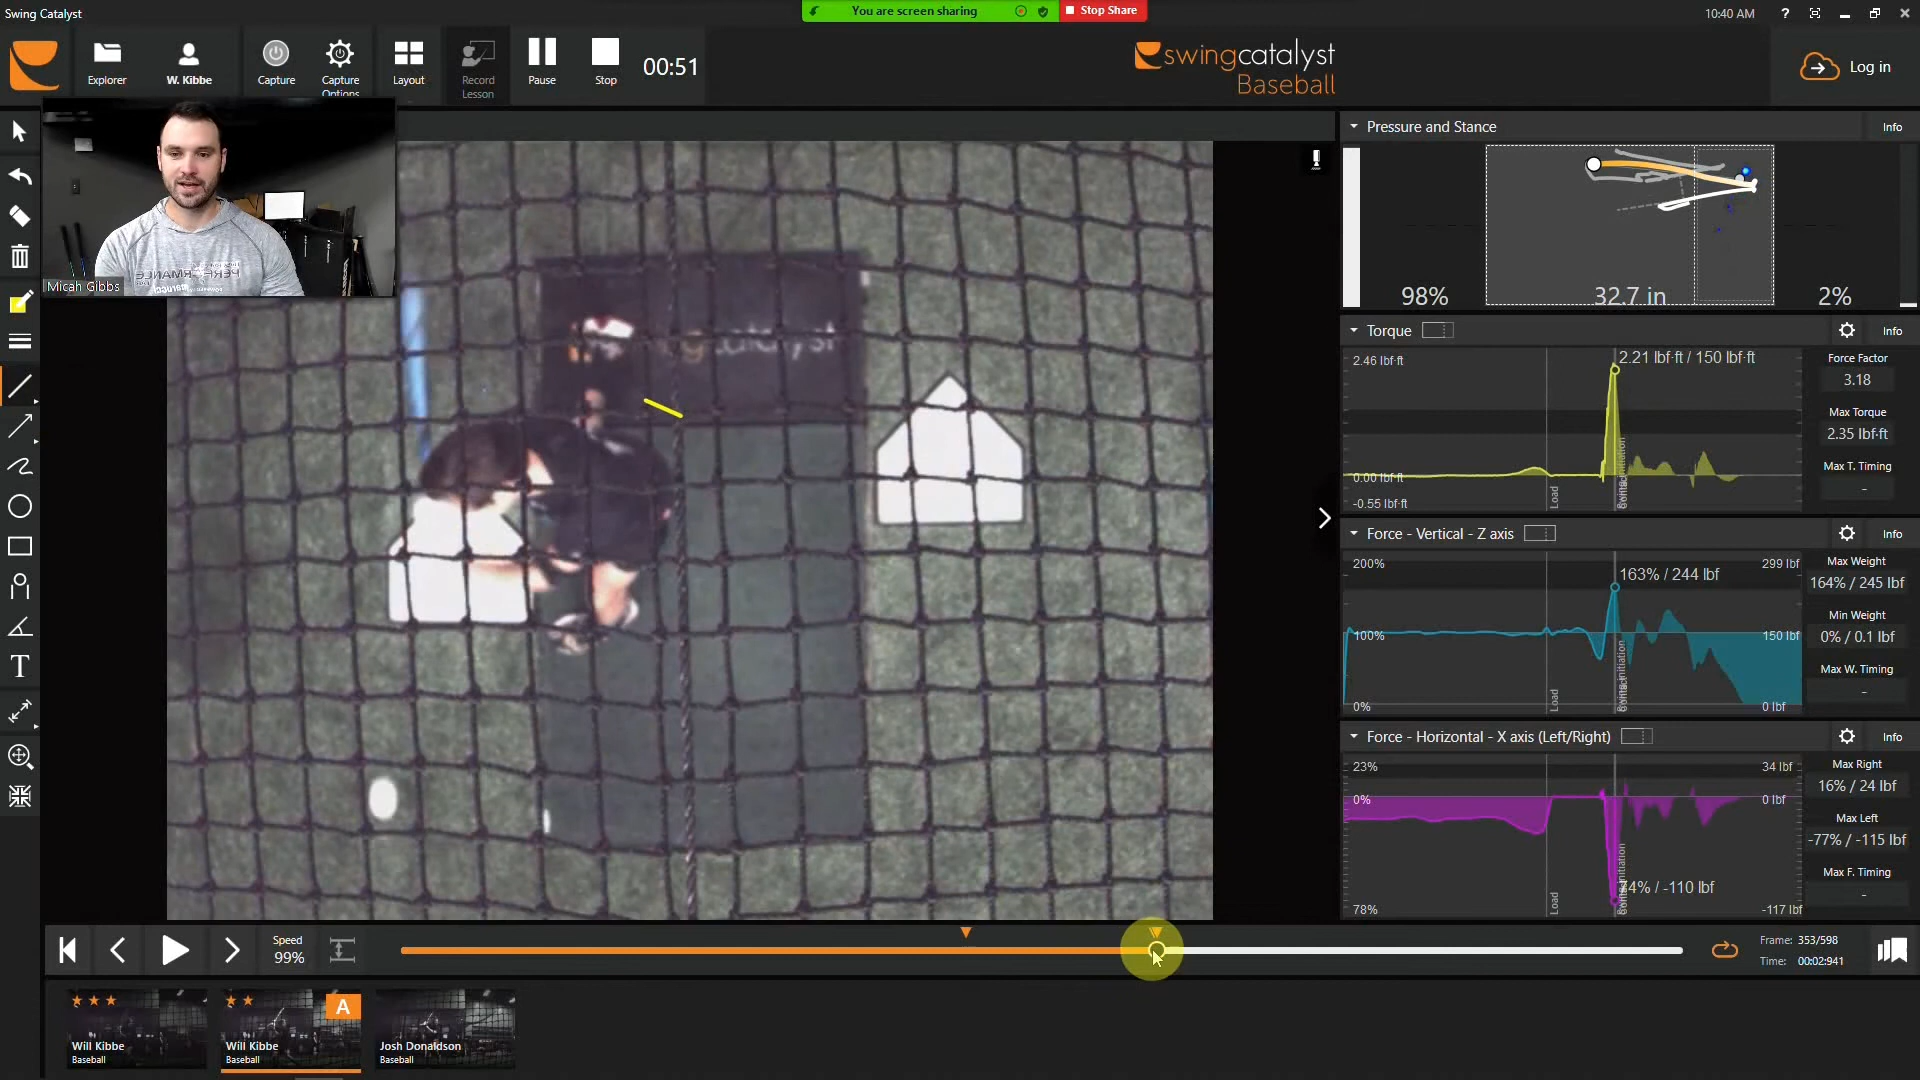 Swing Catalyst
You are screen sharing
Stop Share
10:40 AM
?
Explorer
W. Kibbe
Capture
Capture
Options
Layout
Record
Lesson
Pause
Stop
00:51
swingcatalyst
Baseball
Log in
Micah Gibbs
PERFORMANCE
T
Pressure and Stance
Info
98%
32.7 in
2%
Torque
Info
2.46 lbf·ft
2.21 lbf·ft / 150 lbf·ft
0.00 lbf·ft
-0.55 lbf·ft
Load
Force Factor
3.18
Max Torque
2.35 lbf·ft
Max T. Timing
-
Force - Vertical - Z axis
Info
200%
299 lbf
163% / 244 lbf
100%
150 lbf
0%
0 lbf
Load
Max Weight
164% / 245 lbf
Min Weight
0% / 0.1 lbf
Max W. Timing
-
Force - Horizontal - X axis (Left/Right)
Info
23%
34 lbf
0%
0 lbf
74% / -110 lbf
78%
-117 lbf
Load
Max Right
16% / 24 lbf
Max Left
-77% / -115 lbf
Max F. Timing
-
Speed
99%
Frame: 353/598
Time: 00:02:941
Will Kibbe
Baseball
A
Will Kibbe
Baseball
Josh Donaldson
Baseball